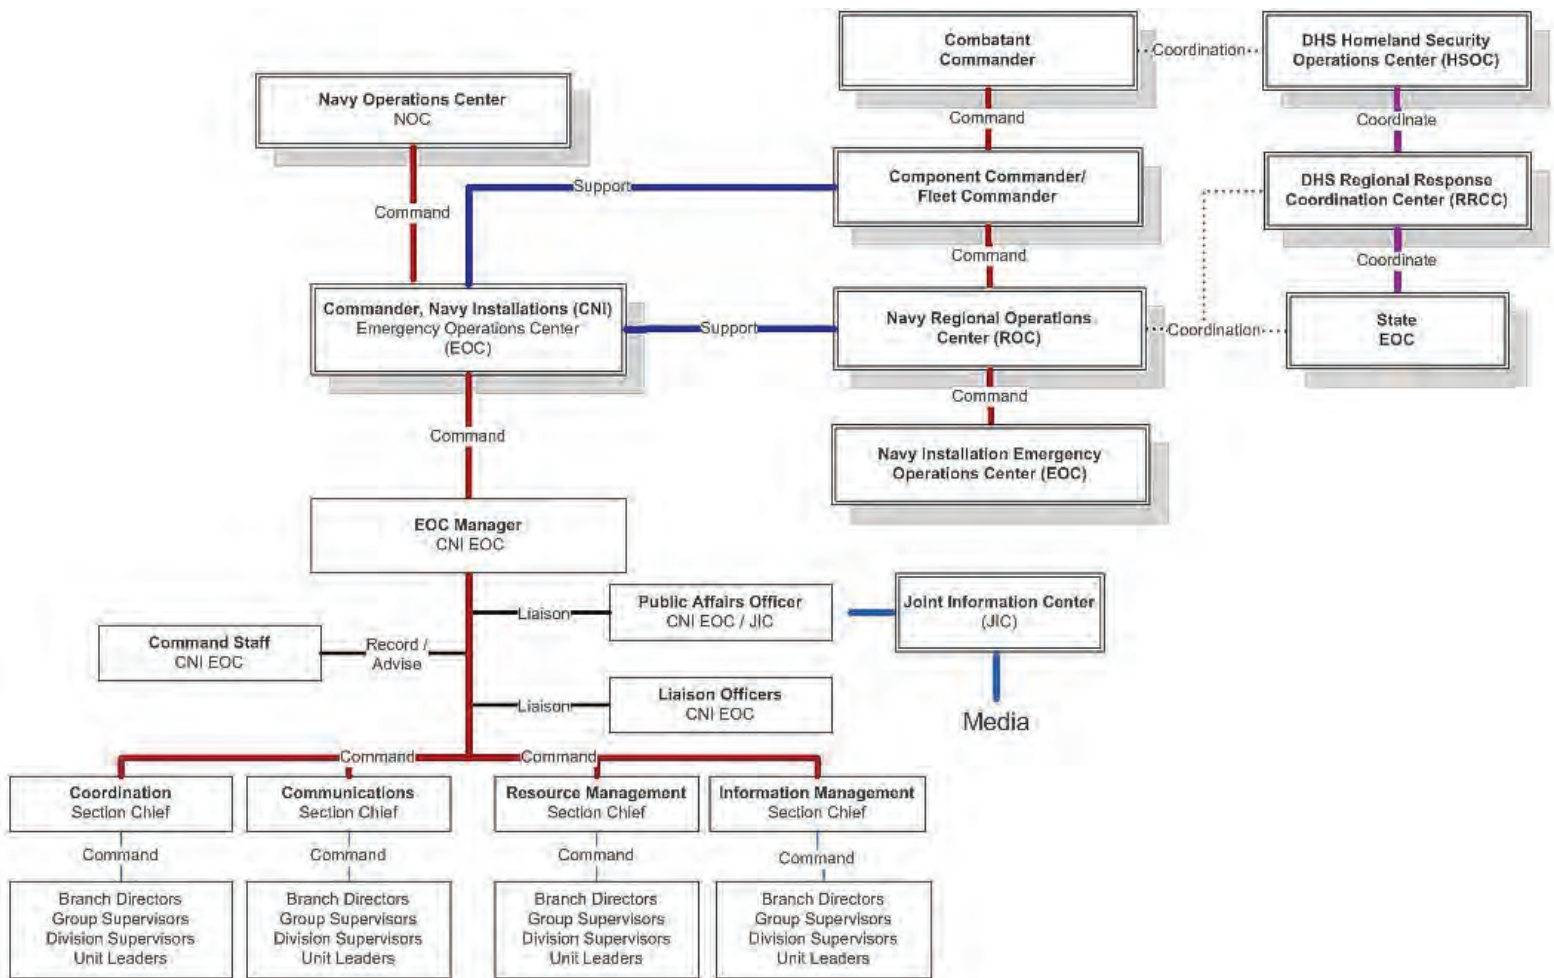 Combatant
Commander
Coordination
DHS Homeland Security
Operations Center (HSOC)
Navy Operations Center
NOC
Command
Coordinate
Support
Component Commander/
Fleet Commander
DHS Regional Response
Coordination Center (RRCC)
Command
Command
Coordinate
Commander, Navy Installations (CNI)
Emergency Operations Center
(EOC)
Support
Navy Regional Operations
Center (ROC)
Coordination
State
EOC
Command
Command
Navy Installation Emergency
Operations Center (EOC)
EOC Manager
CNI EOC
Liaison
Public Affairs Officer
CNI EOC / JIC
Joint Information Center
(JIC)
Command Staff
CNI EOC
Record /
Advise
Liaison
Liaison Officers
CNI EOC
Media
Command
Command
Coordination
Section Chief
Communications
Section Chief
Resource Management
Section Chief
Information Management
Section Chief
Command
Command
Command
Command
Branch Directors
Group Supervisors
Division Supervisors
Unit Leaders
Branch Directors
Group Supervisors
Division Supervisors
Unit Leaders
Branch Directors
Group Supervisors
Division Supervisors
Unit Leaders
Branch Directors
Group Supervisors
Division Supervisors
Unit Leaders